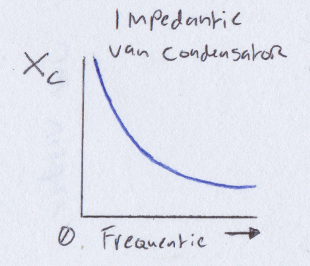 Impedantie
van Condensator
Xc
0. Frequentie →